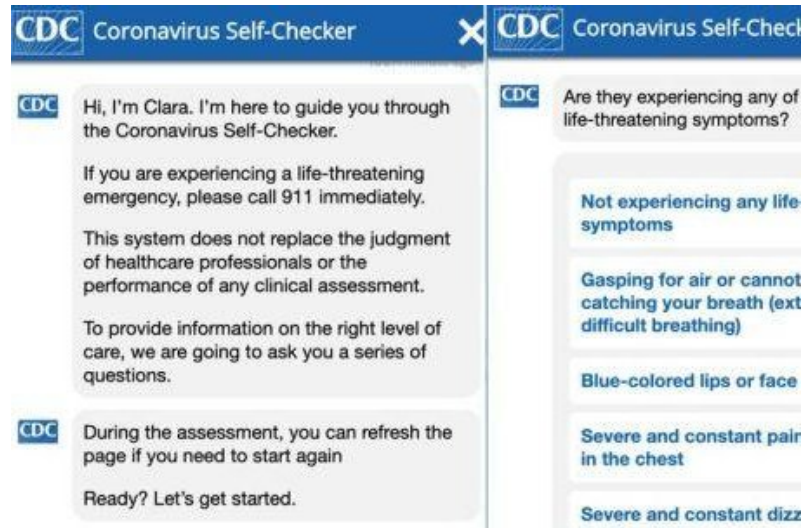 CDC Coronavirus Self-Checker
CDC
Hi, I'm Clara. I'm here to guide you through
the Coronavirus Self-Checker.
If you are experiencing a life-threatening
emergency, please call 911 immediately.
This system does not replace the judgment
of healthcare professionals or the
performance of any clinical assessment.
To provide information on the right level of
care, we are going to ask you a series of
questions.
CDC
During the assessment, you can refresh the
page if you need to start again
Ready? Let's get started.
CDC Coronavirus
CDC
Are they experiencing any of
life-threatening symptoms?
Not experiencing any
symptoms
Gasping for air or cannot
catching your breath
difficult breathing)
Blue-colored lips or face
Severe and constant pain
in the chest
Severe and constant